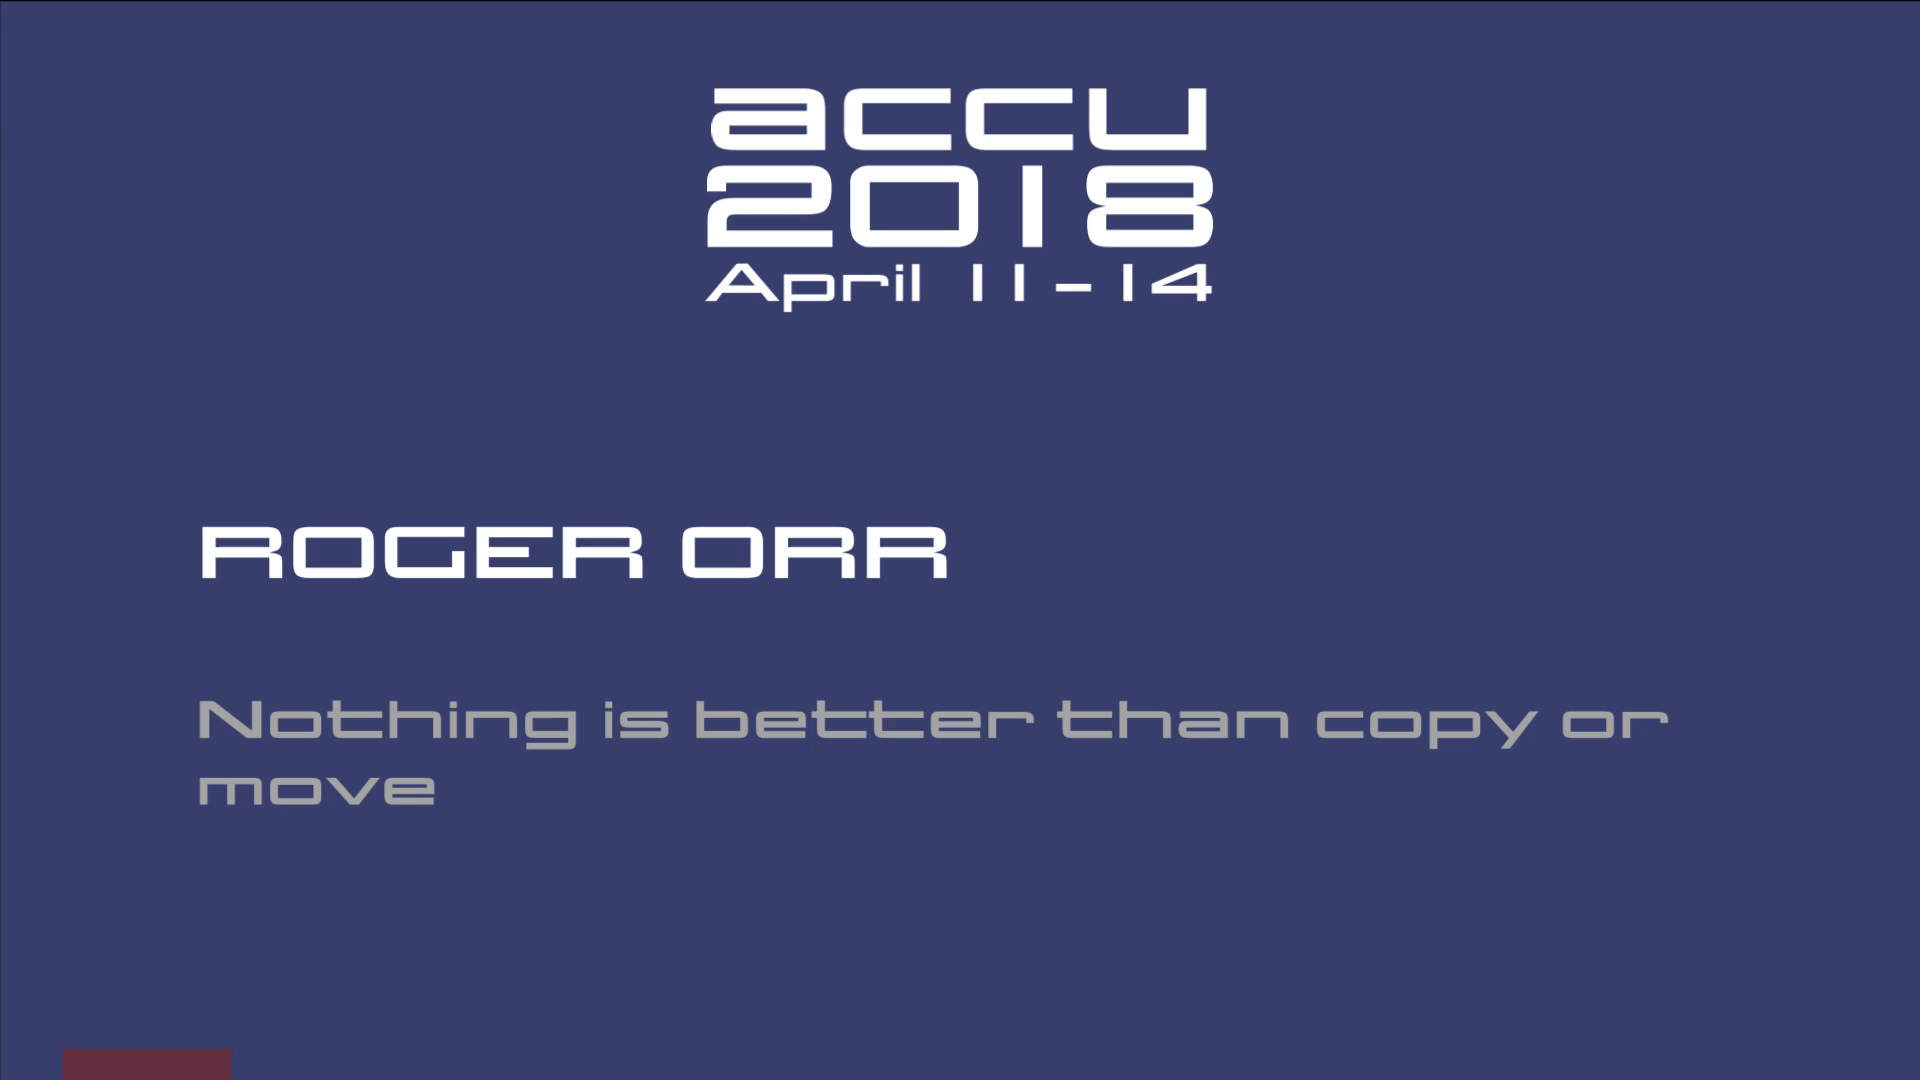 accu
2018
April 11-14
ROGER ORR
Nothing is better than copy or
move